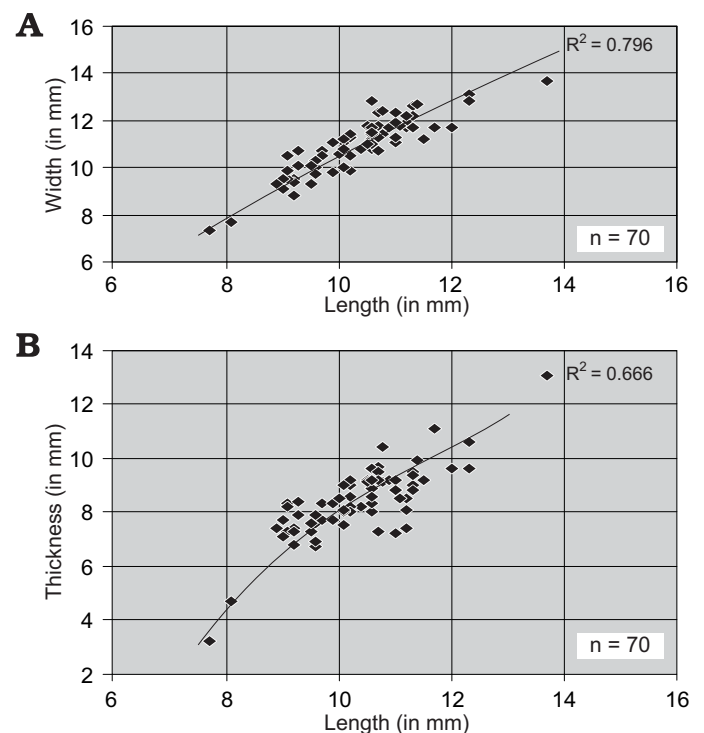 A
16
14
12
10
8
6
Width (in mm)
R² = 0.796
n = 70
6 8 10 12 14 16
Length (in mm)
B
14
12
10
8
6
4
2
Thickness (in mm)
R² = 0.666
n = 70
6 8 10 12 14 16
Length (in mm)